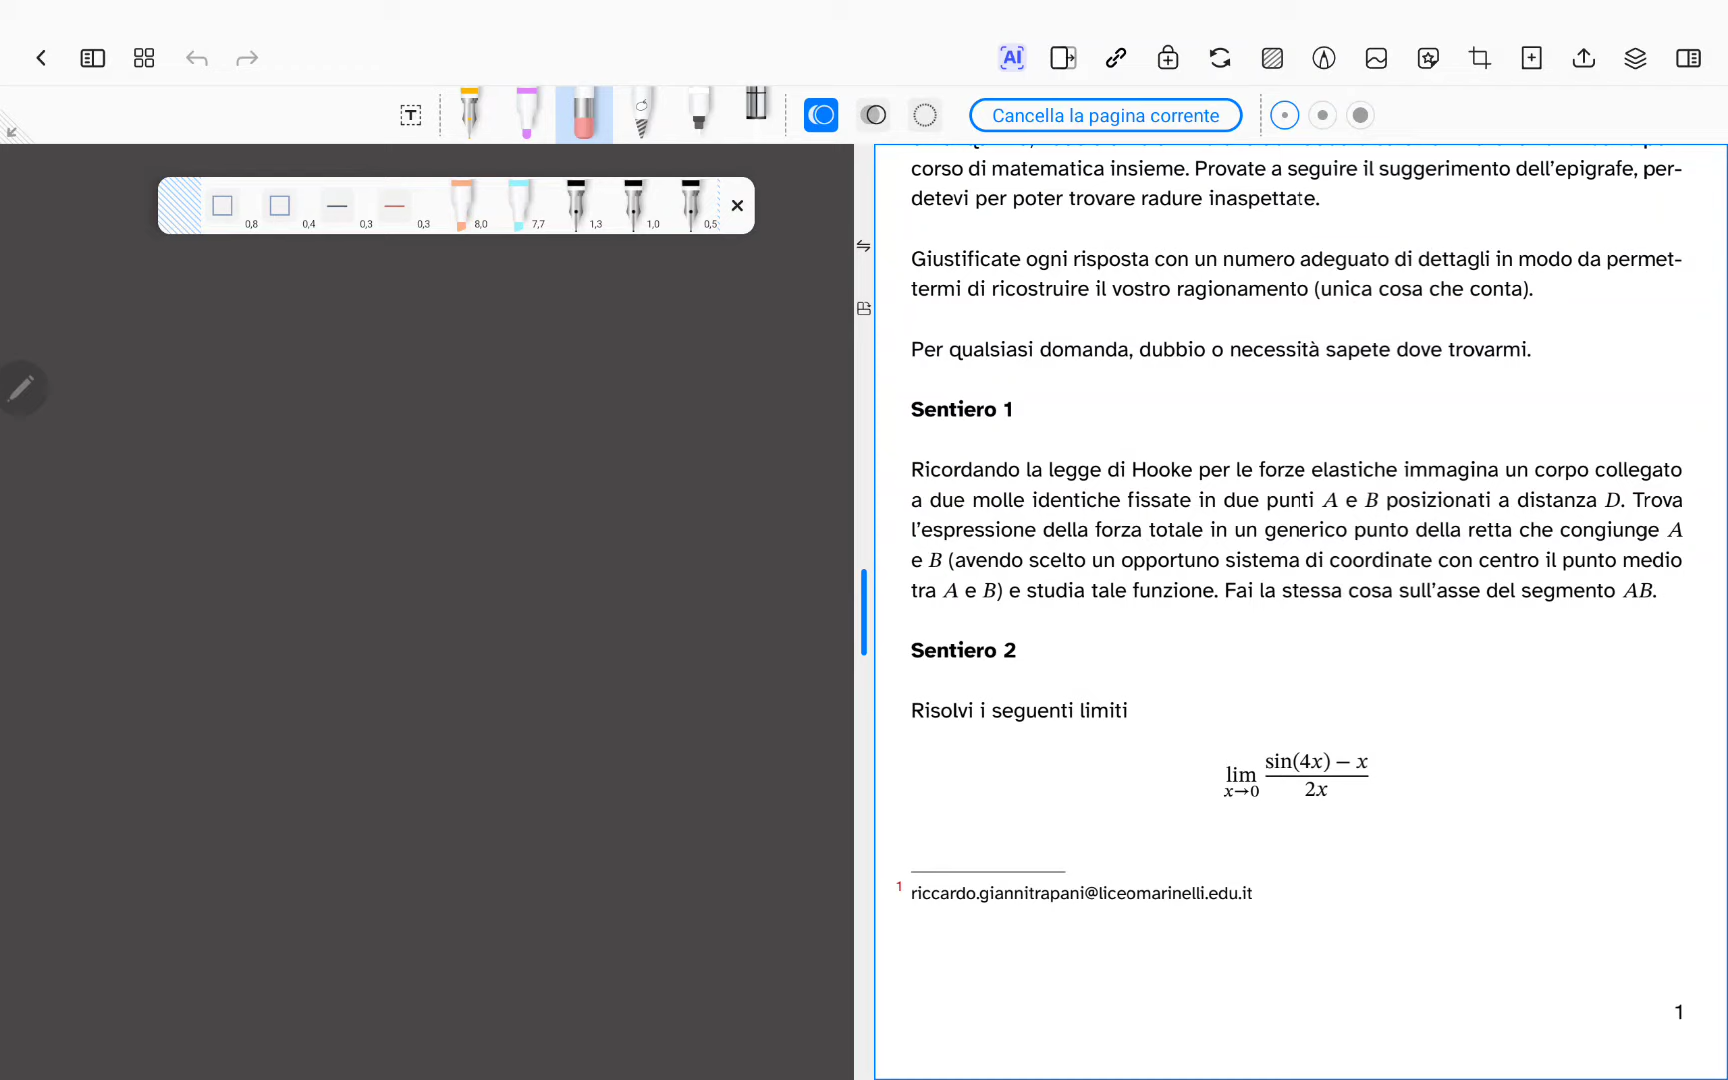 AI
T
Cancella la pagina corrente
0,8
0,4
0,3
0,3
8,0
7,7
1,3
1,0
0,5
corso di matematica insieme. Provate a seguire il suggerimento dell'epigrafe, per-
detevi per poter trovare radure inaspettate.
Giustificate ogni risposta con un numero adeguato di dettagli in modo da permet-
termi di ricostruire il vostro ragionamento (unica cosa che conta).
Per qualsiasi domanda, dubbio o necessità sapete dove trovarmi.
Sentiero 1
Ricordando la legge di Hooke per le forze elastiche immagina un corpo collegato
a due molle identiche fissate in due punti A e B posizionati a distanza D. Trova
l'espressione della forza totale in un generico punto della retta che congiunge A
e B (avendo scelto un opportuno sistema di coordinate con centro il punto medio
tra A e B) e studia tale funzione. Fai la stessa cosa sull'asse del segmento AB.
Sentiero 2
Risolvi i seguenti limiti
lim x→0 sin(4x) − x / 2x
1 riccardo.giannitrapani@liceomarinelli.edu.it
1